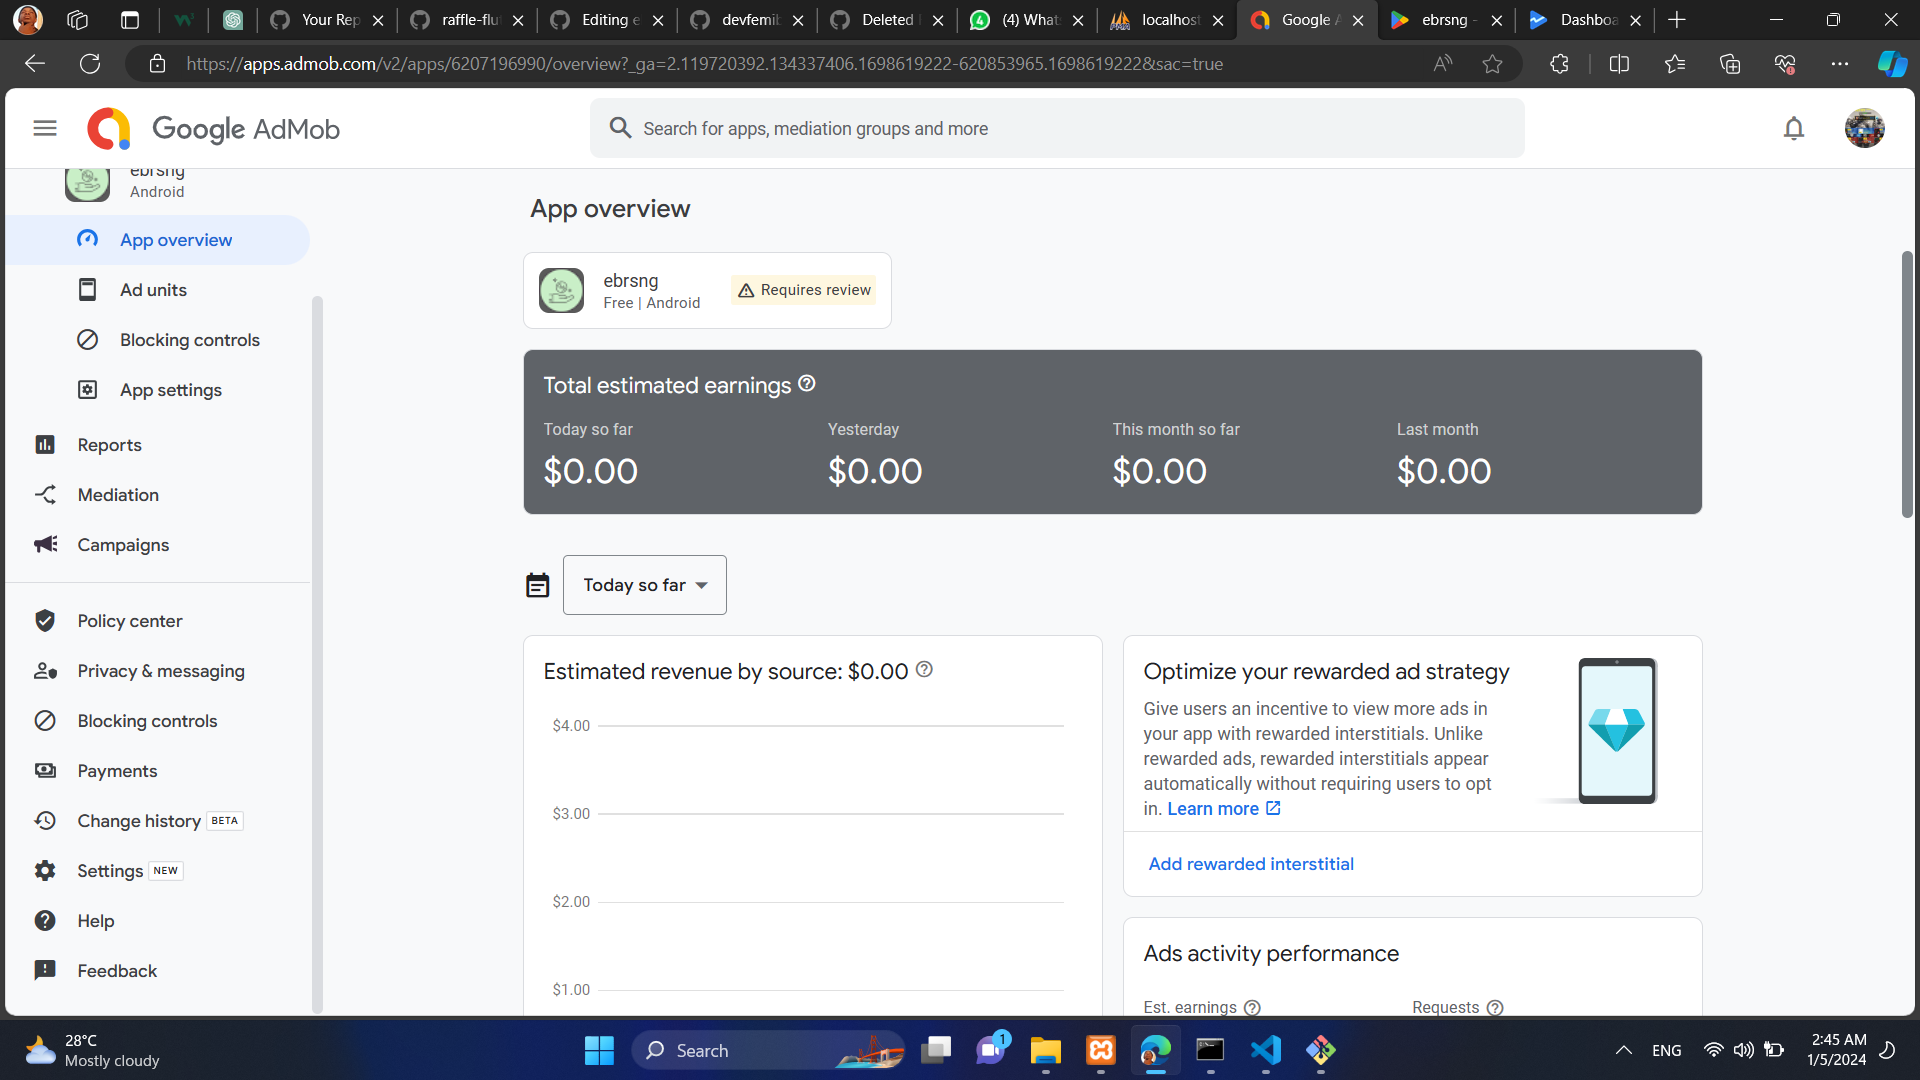 Your Rep
raffle-flut
Editing e
devfemib
Deleted
(4) What
localhost
Google A
ebrsng -
Dashboa
https://apps.admob.com/v2/apps/6207196990/overview?_ga=2.119720392.134337406.1698619222-620853965.1698619222&sac=true
Google AdMob
Search for apps, mediation groups and more
ebrsng
Android
App overview
Ad units
Blocking controls
App settings
Reports
Mediation
Campaigns
Policy center
Privacy & messaging
Blocking controls
Payments
Change history BETA
Settings NEW
Help
Feedback
App overview
ebrsng
Free | Android
Requires review
Total estimated earnings
Today so far
Yesterday
This month so far
Last month
$0.00
$0.00
$0.00
$0.00
Today so far
Estimated revenue by source: $0.00
$4.00
$3.00
$2.00
$1.00
Optimize your rewarded ad strategy
Give users an incentive to view more ads in
your app with rewarded interstitials. Unlike
rewarded ads, rewarded interstitials appear
automatically without requiring users to opt
in. Learn more
Add rewarded interstitial
Ads activity performance
Est. earnings
Requests
28°C
Mostly cloudy
Search
1
ENG
2:45 AM
1/5/2024